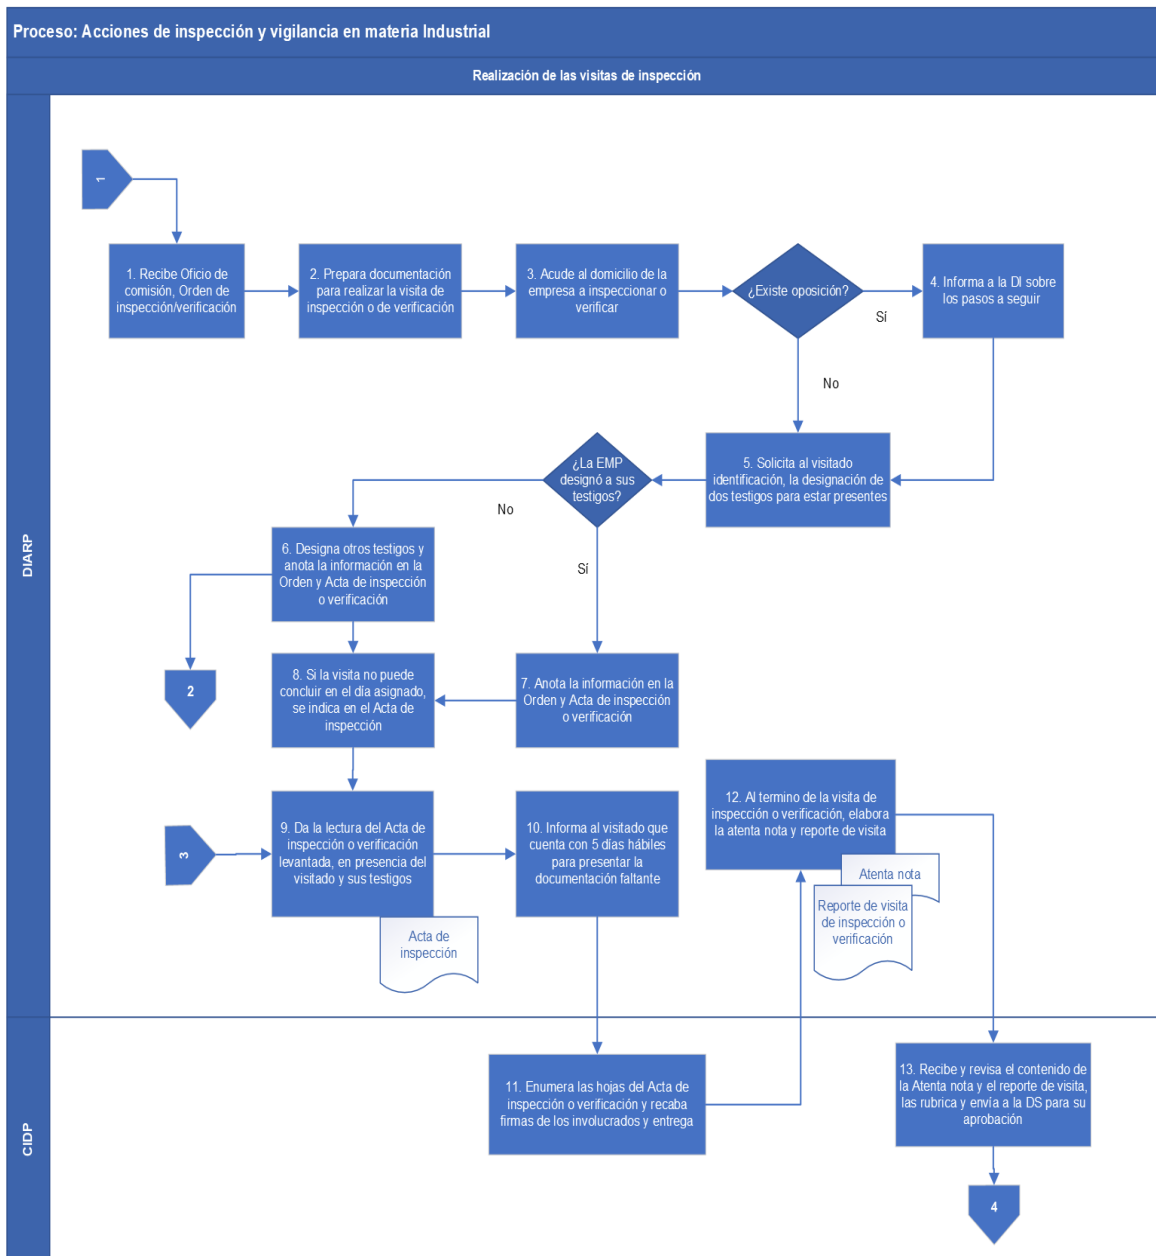 Proceso: Acciones de inspección y vigilancia en materia Industrial
Realización de las visitas de inspección
DIARP
1
1. Recibe Oficio de
comisión, Orden de
inspección/verificación
2. Prepara documentación
para realizar la visita de
inspección o de verificación
3. Acude al domicilio de la
empresa a inspeccionar o
verificar
¿Existe oposición?
Sí
No
4. Informa a la DI sobre
los pasos a seguir
5. Solicita al visitado
identificación, la designación de
dos testigos para estar presentes
¿La EMP
designó a sus
testigos?
No
Sí
6. Designa otros testigos y
anota la información en la
Orden y Acta de inspección
o verificación
2
7. Anota la información en la
Orden y Acta de inspección
o verificación
8. Si la visita no puede
concluir en el día asignado,
se indica en el Acta de
inspección
3
9. Da la lectura del Acta de
inspección o verificación
levantada, en presencia del
visitado y sus testigos
Acta de
inspección
10. Informa al visitado que
cuenta con 5 días hábiles
para presentar la
documentación faltante
12. Al termino de la visita de
inspección o verificación, elabora
la atenta nota y reporte de visita
Atenta nota
Reporte de visita
de inspección o
verificación
CIDP
11. Enumera las hojas del Acta de
inspección o verificación y recaba
firmas de los involucrados y entrega
13. Recibe y revisa el contenido de
la Atenta nota y el reporte de visita,
las rubrica y envía a la DS para su
aprobación
4